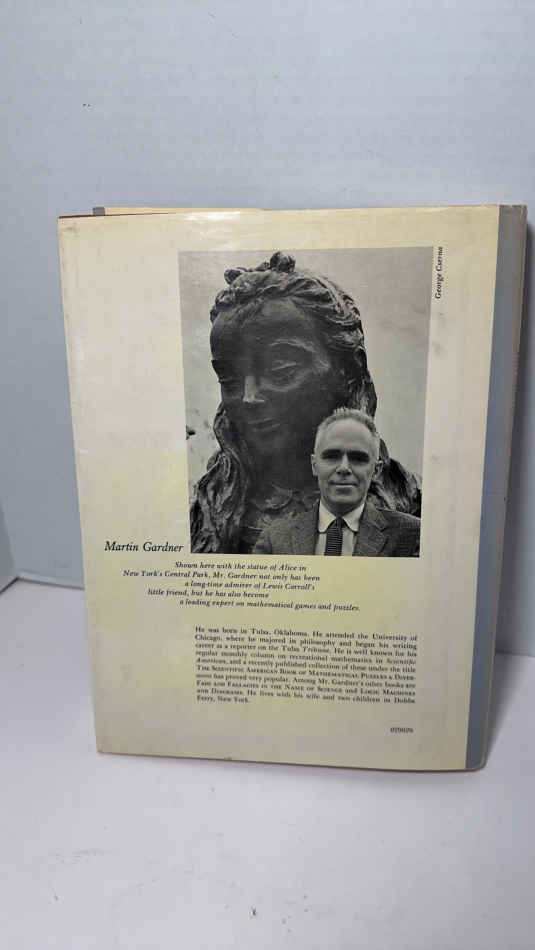 George Cserna
Martin Gardner
Shown here with the statue of Alice in
New York's Central Park, Mr. Gardner not only has been
a long-time admirer of Lewis Carroll's
little friend, but he has also become
a leading expert on mathematical games and puzzles.
He was born in Tulsa, Oklahoma. He attended the University of
Chicago, where he majored in philosophy and began his writing
career as a reporter on the Tulsa Tribune. He is well known for his
regular monthly column on recreational mathematics in Scientific
American, and a recently published collection of these under the title
THE SCIENTIFIC AMERICAN BOOK OF MATHEMATICAL PUZZLES & DIVER-
SIONS has proved very popular. Among Mr. Gardner's other books are
FADS AND FALLACIES IN THE NAME OF SCIENCE and LOGIC MACHINES
AND DIAGRAMS. He lives with his wife and two children in Dobbs
Ferry, New York.